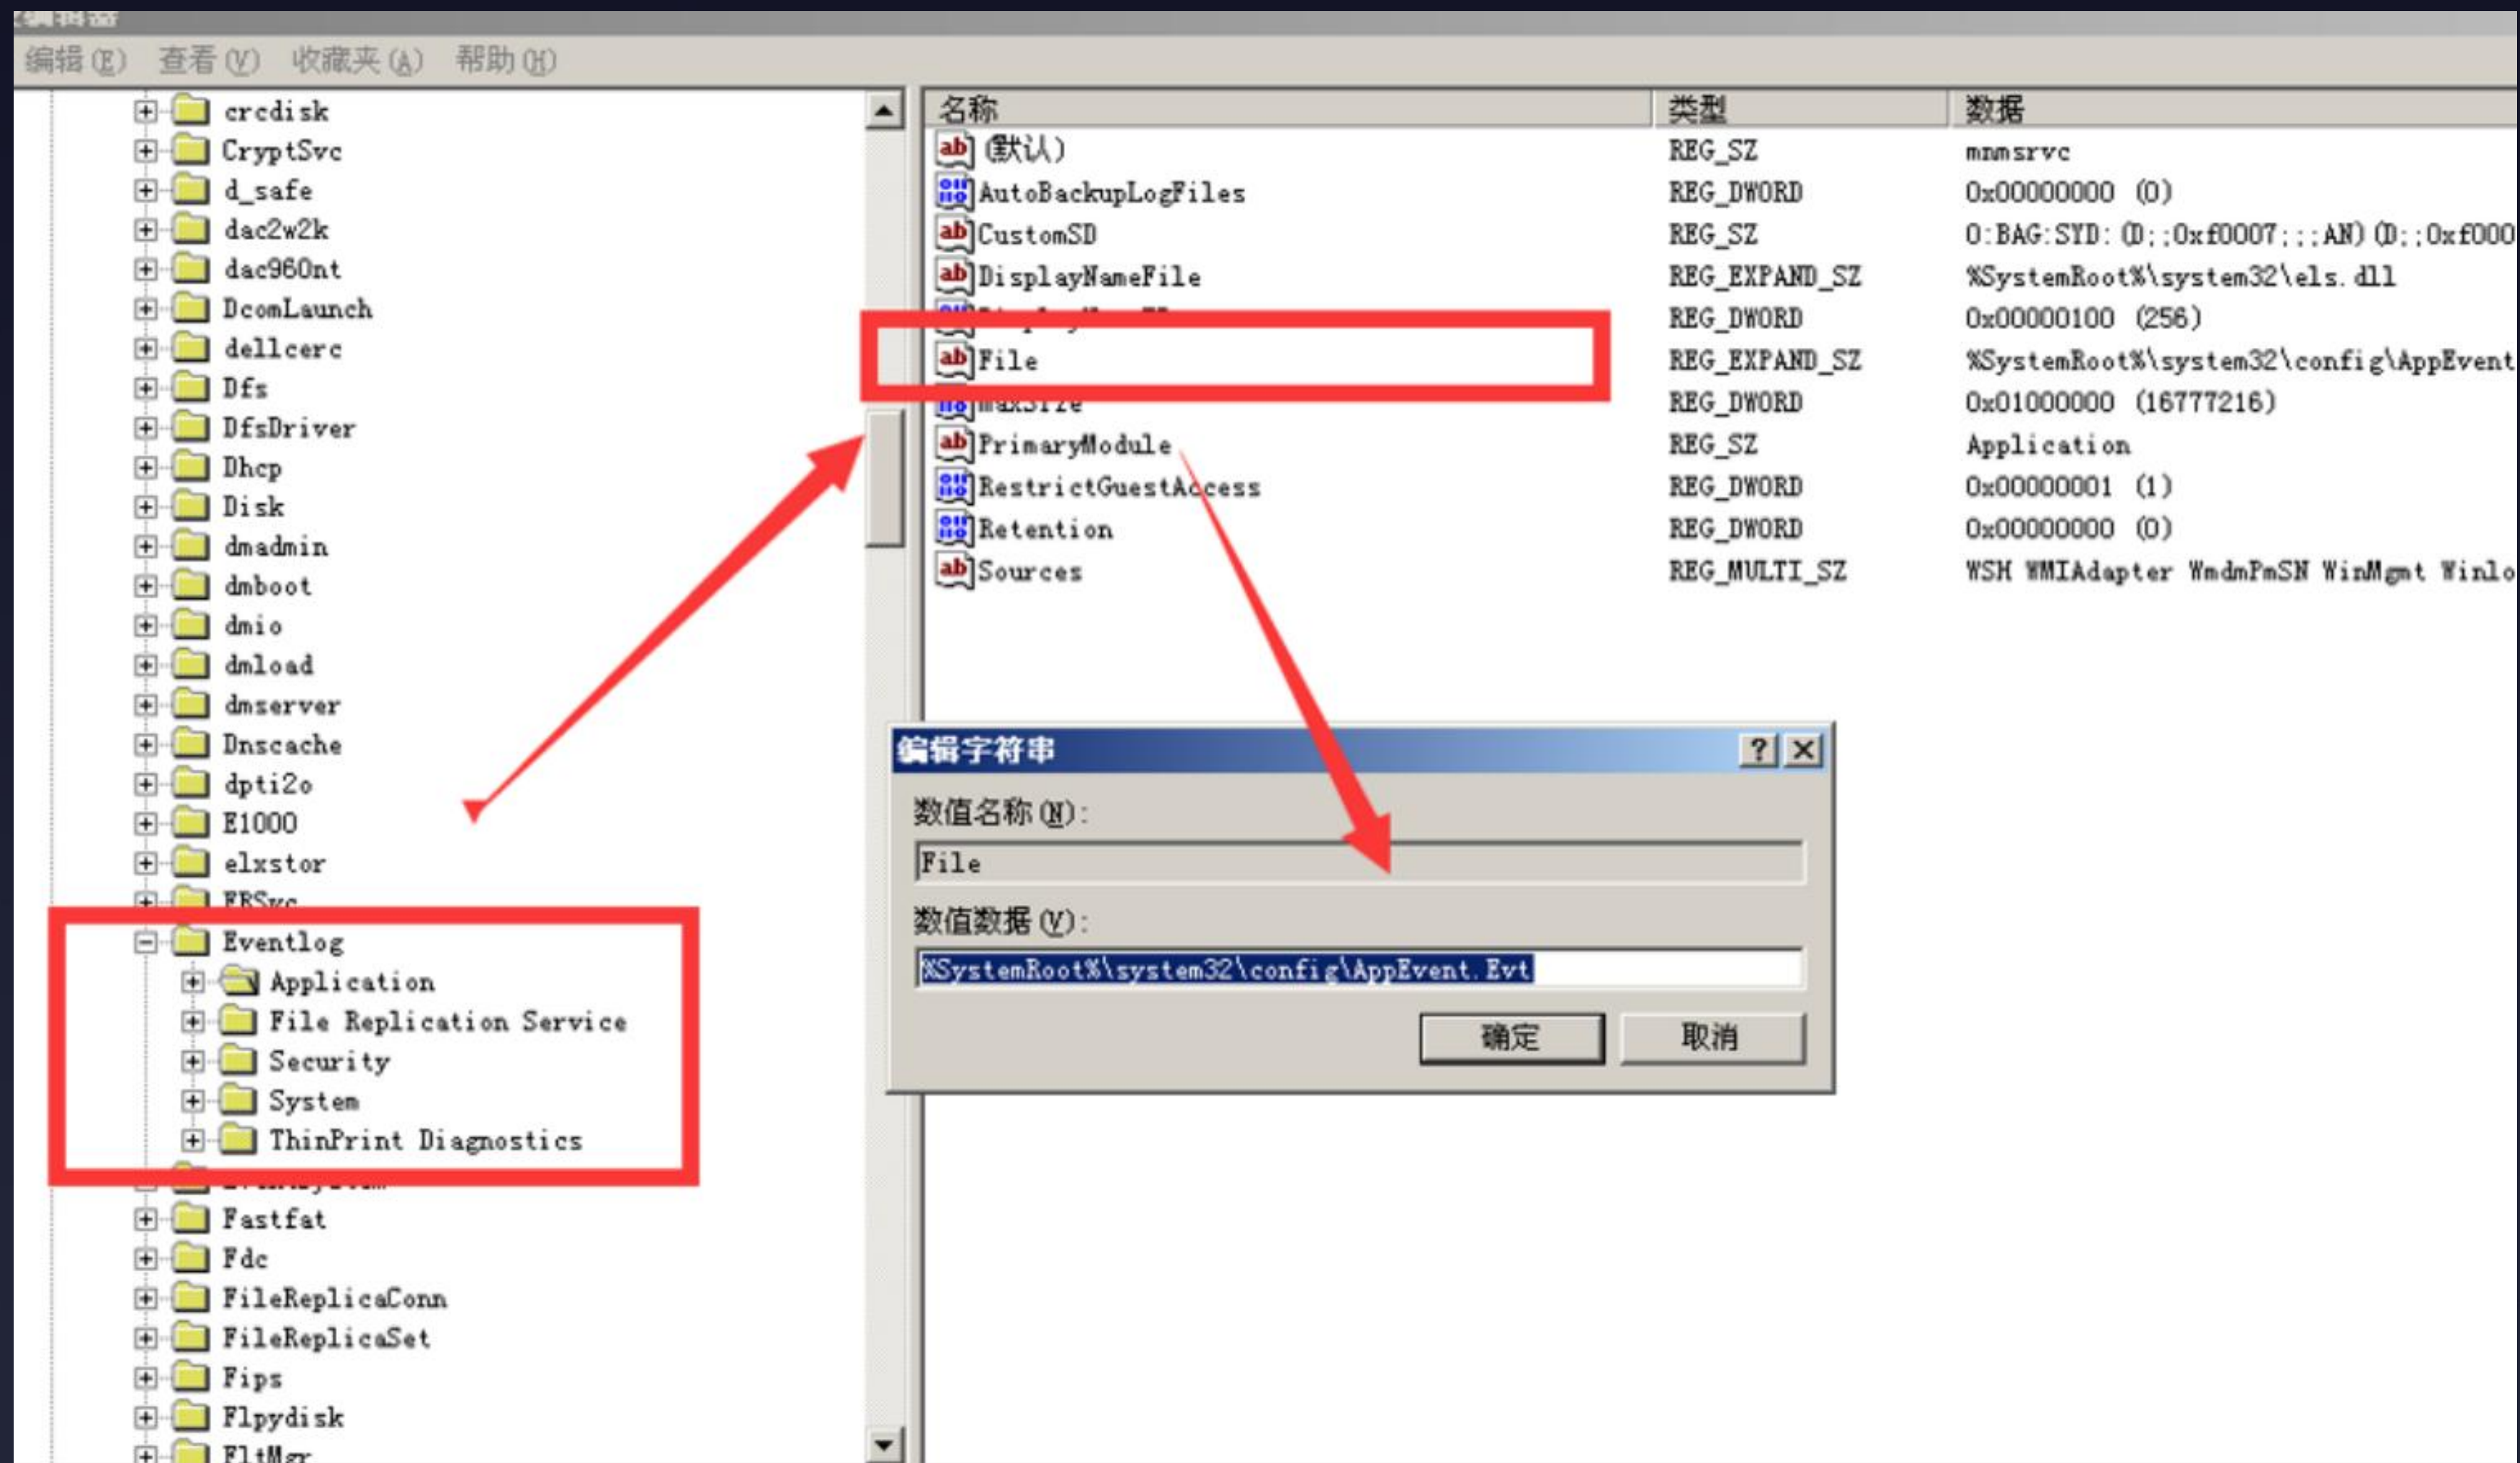 编辑(E) 查看(V) 收藏夹(A) 帮助(H)
crcdisk
CryptSvc
d_safe
dac2w2k
dac960nt
DcomLaunch
dellcerc
Dfs
DfsDriver
Dhcp
Disk
dmadmin
dmboot
dmio
dmload
dmserver
Dnscache
dpti2o
E1000
elxstor
ERSvc
Eventlog
Application
File Replication Service
Security
System
ThinPrint Diagnostics
Fastfat
Fdc
FileReplicaConn
FileReplicaSet
Fips
Flpydisk
FltMgr
名称 类型 数据
(默认) REG_SZ mnmsrvc
AutoBackupLogFiles REG_DWORD 0x00000000 (0)
CustomSD REG_SZ O:BAG:SYD:(D;;0xf0007;;;AN)(D;;0xf000
DisplayNameFile REG_EXPAND_SZ %SystemRoot%\system32\els.dll
REG_DWORD 0x00000100 (256)
File REG_EXPAND_SZ %SystemRoot%\system32\config\AppEvent
maxSize REG_DWORD 0x01000000 (16777216)
PrimaryModule REG_SZ Application
RestrictGuestAccess REG_DWORD 0x00000001 (1)
Retention REG_DWORD 0x00000000 (0)
Sources REG_MULTI_SZ WSH WMIAdapter WmdmPmSN WinMgmt Winlo
编辑字符串
数值名称(N):
File
数值数据(V):
%SystemRoot%\system32\config\AppEvent.Evt
确定 取消